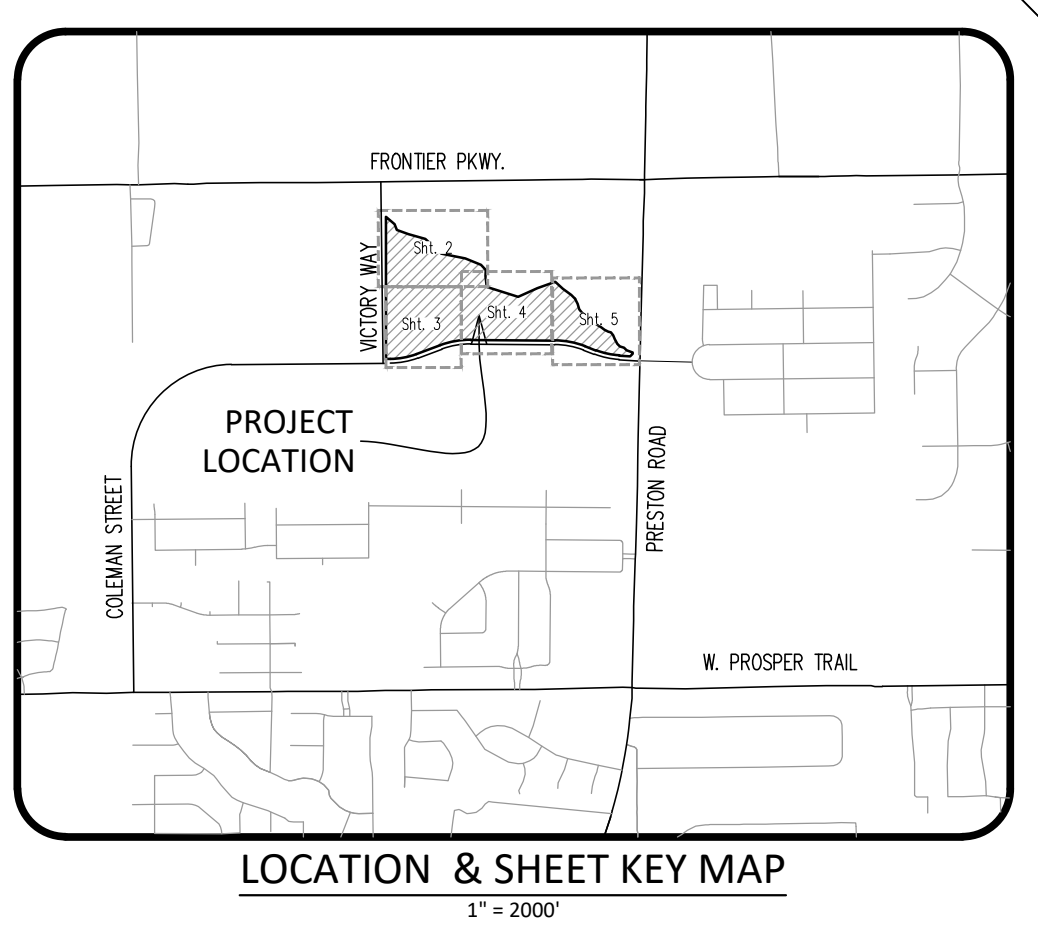 FRONTIER PKWY.
VICTORY WAY
Sht. 2
Sht. 3
Sht. 4
Sht. 5
PROJECT
LOCATION
COLEMAN STREET
PRESTON ROAD
W. PROSPER TRAIL
LOCATION & SHEET KEY MAP
1" = 2000'